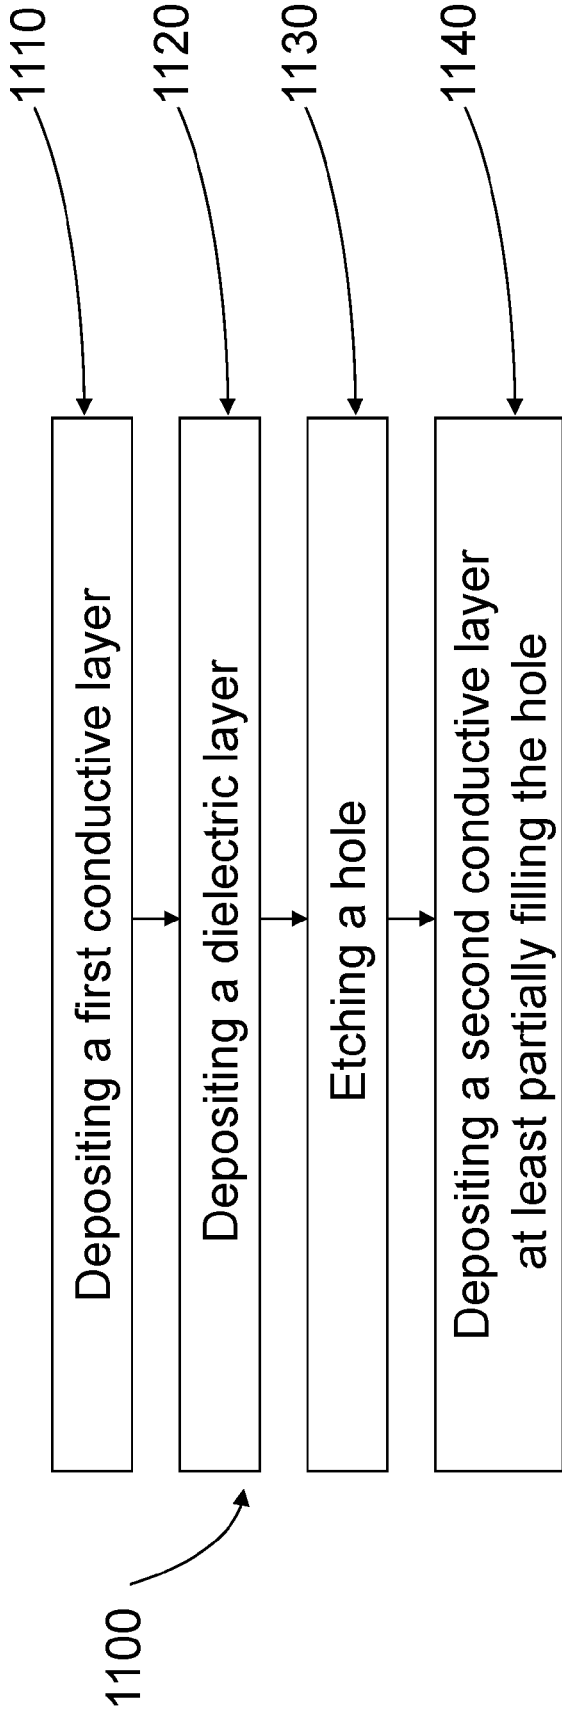 1100
Depositing a first conductive layer
1110
Depositing a dielectric layer
1120
Etching a hole
1130
Depositing a second conductive layer
at least partially filling the hole
1140